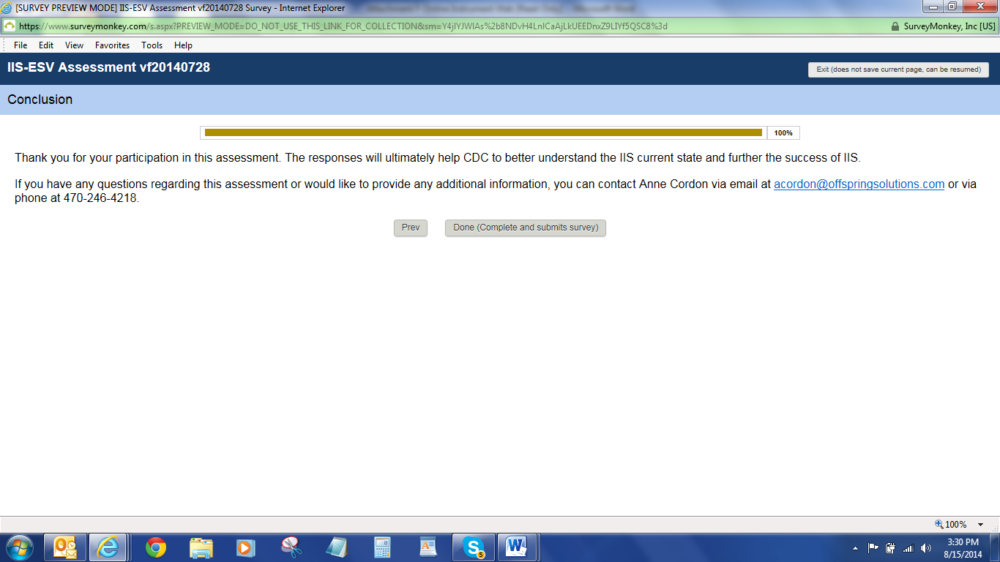 [SURVEY PREVIEW MODE] IIS-ESV Assessment vf20140728 Survey - Internet Explorer
https://www.surveymonkey.com/s.aspx?PREVIEW_MODE=DO_NOT_USE_THIS_LINK_FOR_COLLECTION&sm=Y4jIYJWIAs%2b8NDvH4LnlCaAjLkUEEDnxZ9LIYf5QSC8%3d SurveyMonkey, Inc [US]
File Edit View Favorites Tools Help
IIS-ESV Assessment vf20140728
Exit (does not save current page, can be resumed)
Conclusion
100%
Thank you for your participation in this assessment. The responses will ultimately help CDC to better understand the IIS current state and further the success of IIS.
If you have any questions regarding this assessment or would like to provide any additional information, you can contact Anne Cordon via email at acordon@offspringsolutions.com or via
phone at 470-246-4218.
Prev Done (Complete and submits survey)
100%
5
3:30 PM
8/15/2014